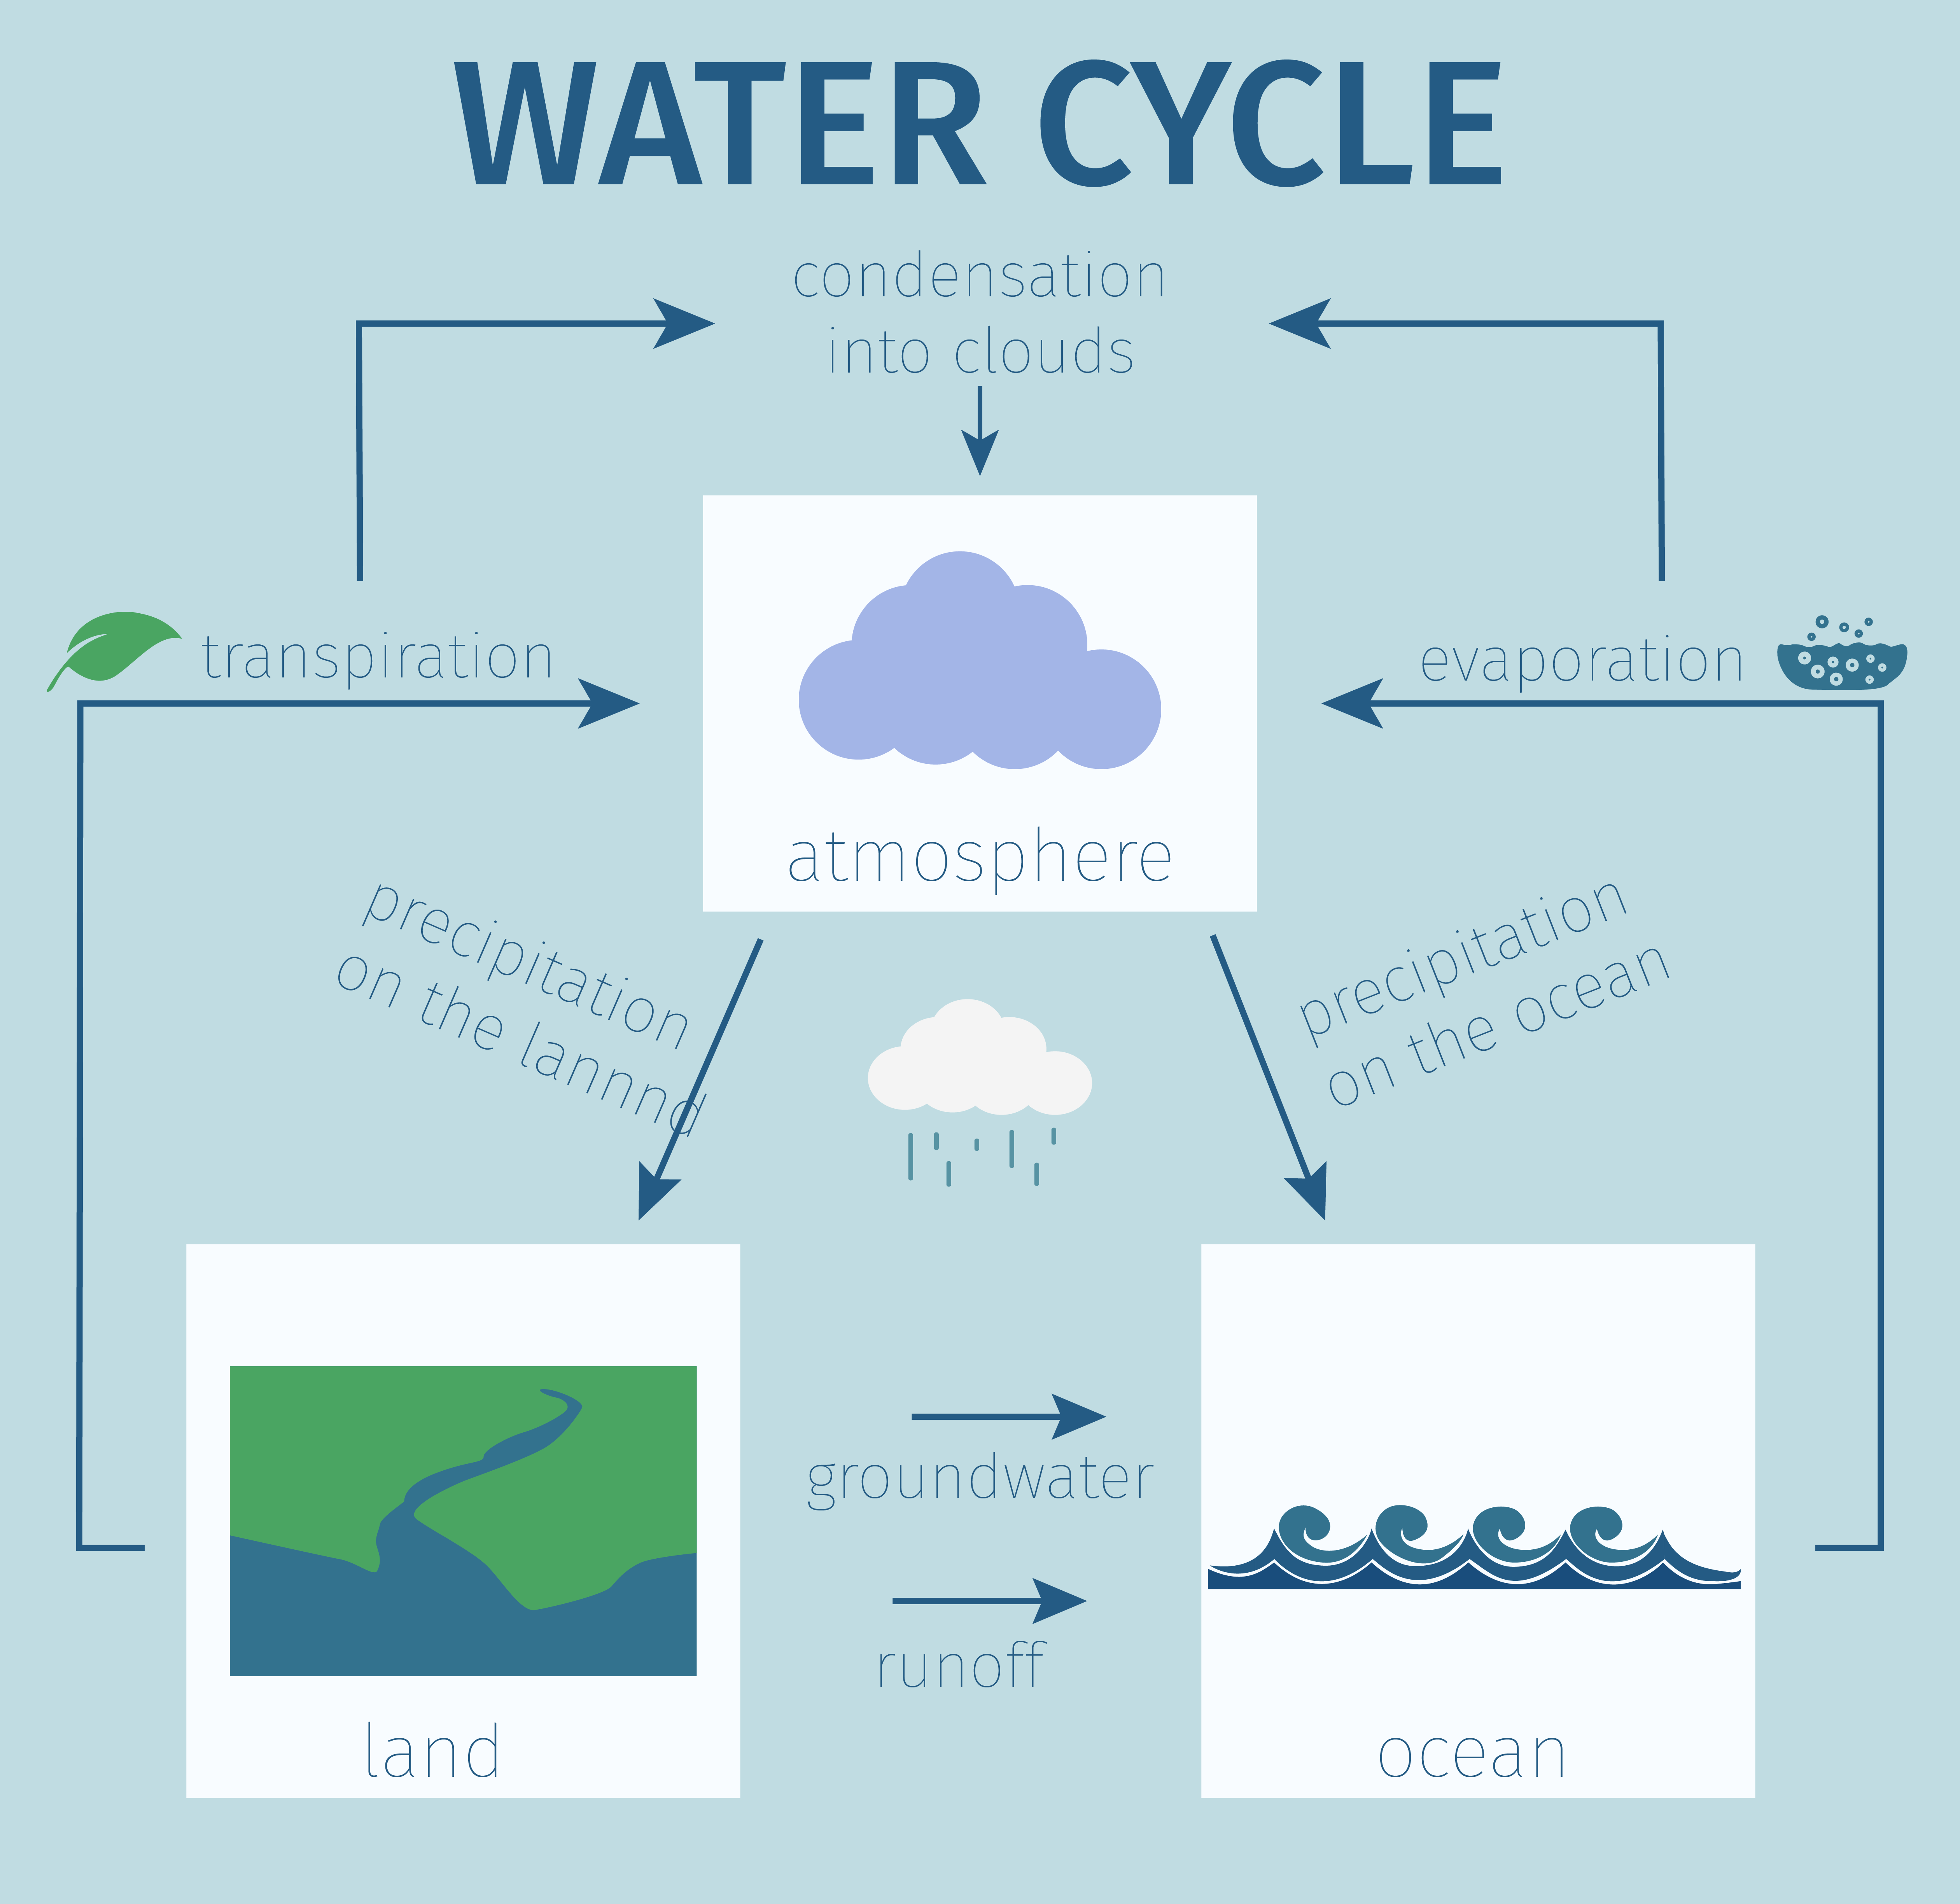 WATER CYCLE
condensation
into clouds
transpiration
evaporation
atmosphere
precipitation
on the lannnd
precipitation
on the ocean
groundwater
runoff
land
ocean